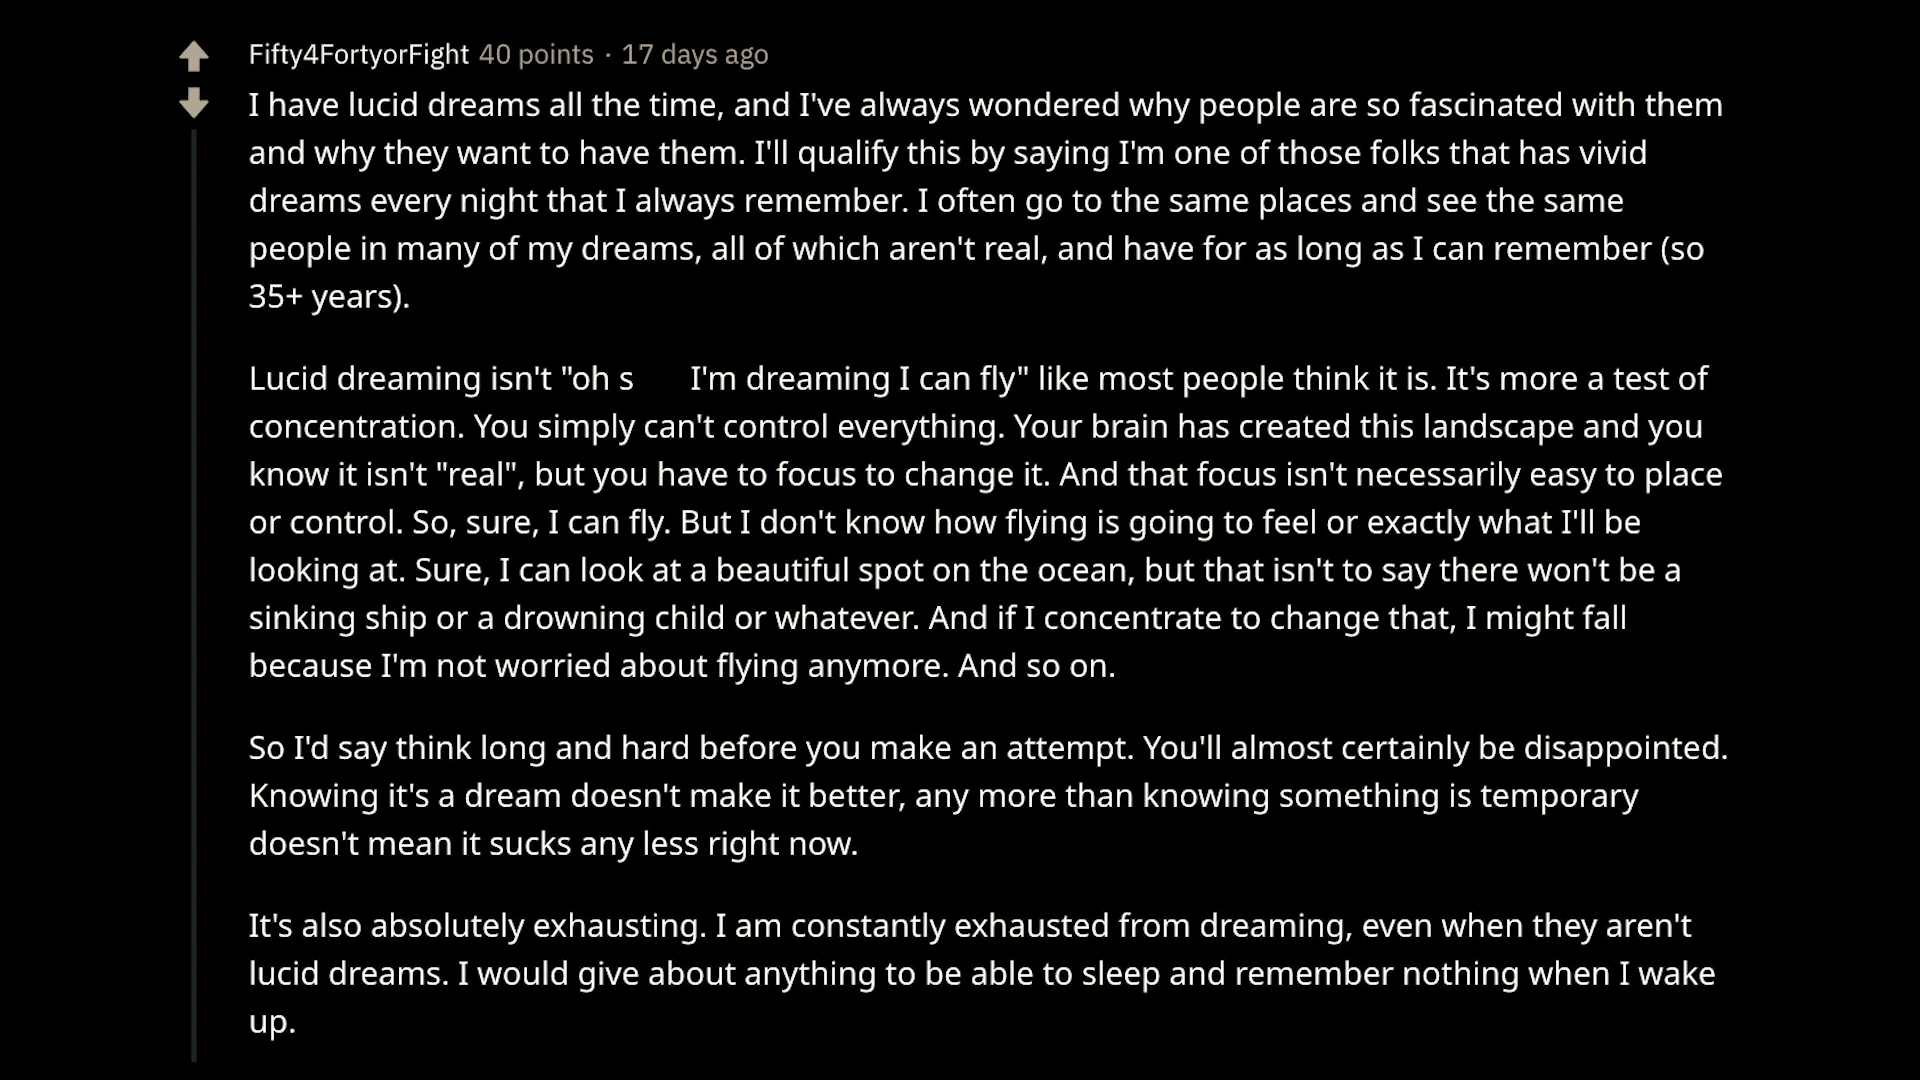 Fifty4FortyorFight 40 points · 17 days ago
I have lucid dreams all the time, and I've always wondered why people are so fascinated with them
and why they want to have them. I'll qualify this by saying I'm one of those folks that has vivid
dreams every night that I always remember. I often go to the same places and see the same
people in many of my dreams, all of which aren't real, and have for as long as I can remember (so
35+ years).
Lucid dreaming isn't "oh s I'm dreaming I can fly" like most people think it is. It's more a test of
concentration. You simply can't control everything. Your brain has created this landscape and you
know it isn't "real", but you have to focus to change it. And that focus isn't necessarily easy to place
or control. So, sure, I can fly. But I don't know how flying is going to feel or exactly what I'll be
looking at. Sure, I can look at a beautiful spot on the ocean, but that isn't to say there won't be a
sinking ship or a drowning child or whatever. And if I concentrate to change that, I might fall
because I'm not worried about flying anymore. And so on.
So I'd say think long and hard before you make an attempt. You'll almost certainly be disappointed.
Knowing it's a dream doesn't make it better, any more than knowing something is temporary
doesn't mean it sucks any less right now.
It's also absolutely exhausting. I am constantly exhausted from dreaming, even when they aren't
lucid dreams. I would give about anything to be able to sleep and remember nothing when I wake
up.